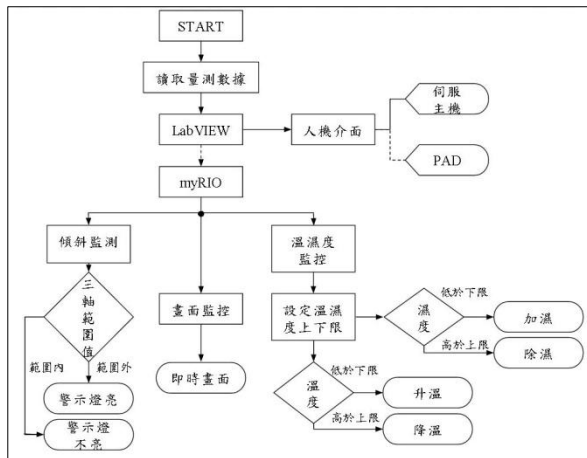 START
讀取量測數據
LabVIEW
人機介面
伺服
主機
PAD
myRIO
傾斜監測
三
軸
範圍
值
範圍內
範圍外
警示燈亮
警示燈
不亮
畫面監控
即時畫面
溫濕度
監控
設定溫濕
度上下限
濕
度
低於下限
加濕
高於上限
除濕
溫
度
低於下限
升溫
高於上限
降溫